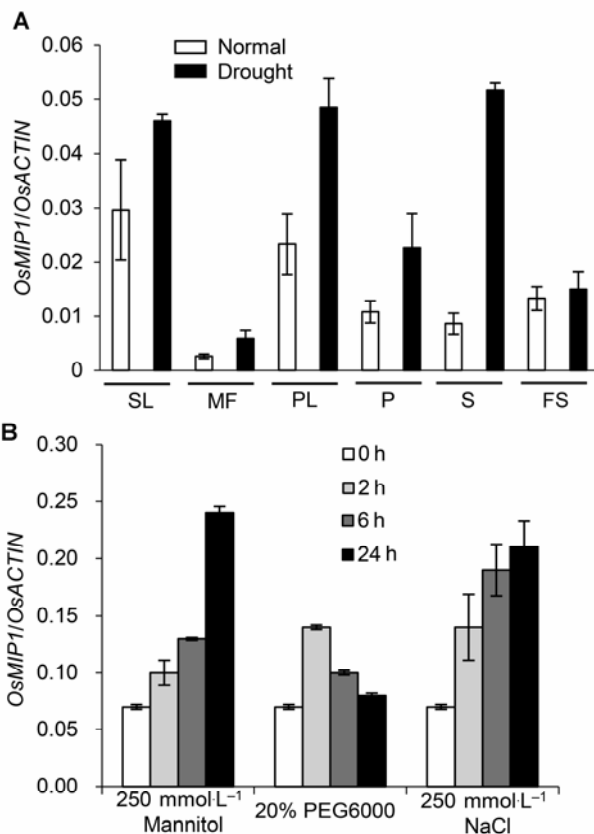 A
0.06
0.05
0.04
0.03
0.02
0.01
0
OsMIP1/OsACTIN
Normal
Drought
SL MF PL P S FS
B
0.30
0.25
0.20
0.15
0.10
0.05
0.00
OsMIP1/OsACTIN
0 h
2 h
6 h
24 h
250 mmol·L⁻¹ 20% PEG6000 250 mmol·L⁻¹
Mannitol NaCl